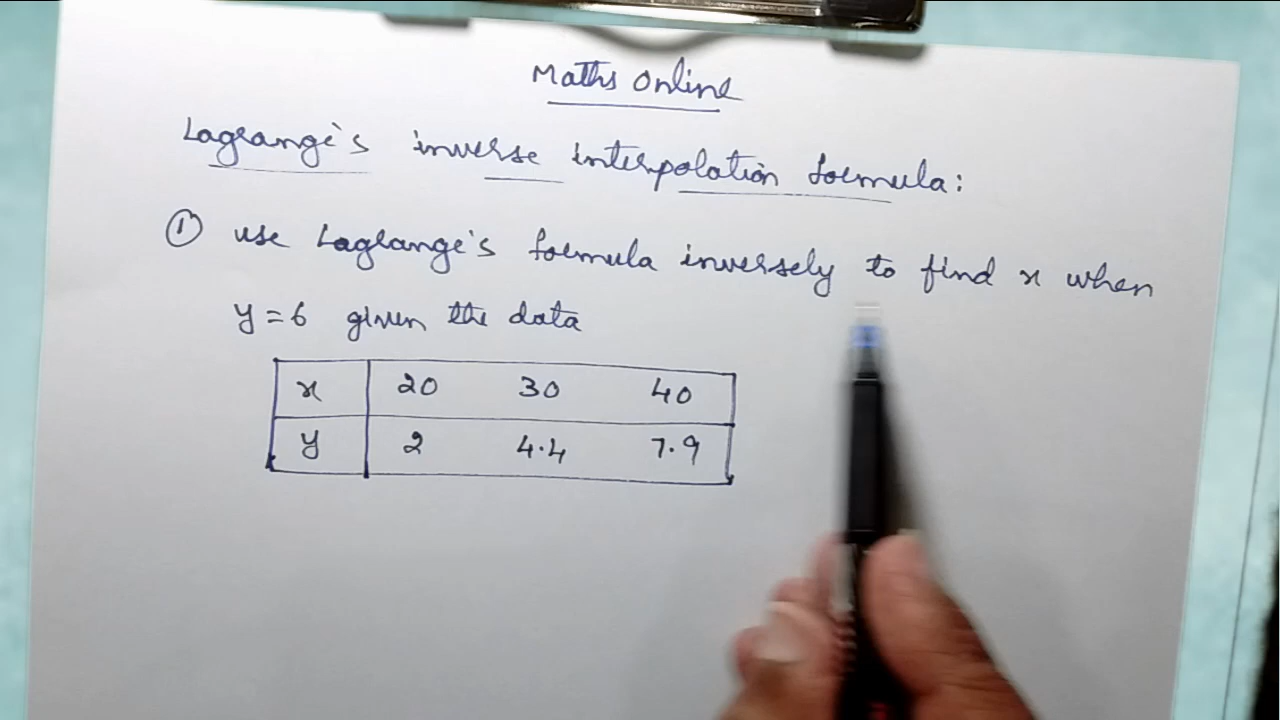 Maths Online
Lagrange's inverse interpolation formula:
① use Lagrange's formula inversely to find x when
y = 6 given the data
x 20 30 40
y 2 4.4 7.9